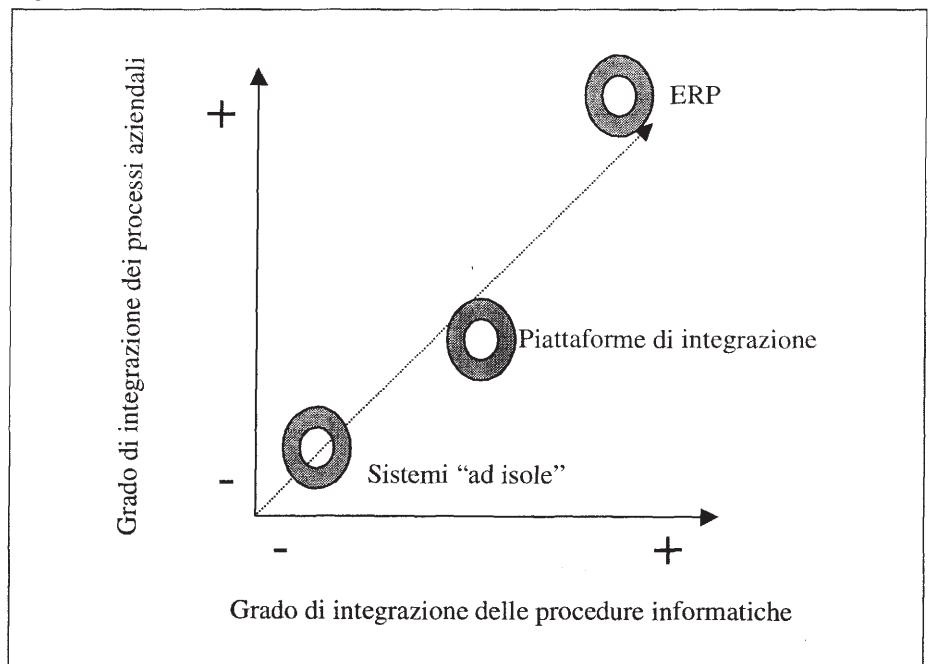 Grado di integrazione dei processi aziendali
+
ERP
Piattaforme di integrazione
-
Sistemi “ad isole”
-
+
Grado di integrazione delle procedure informatiche